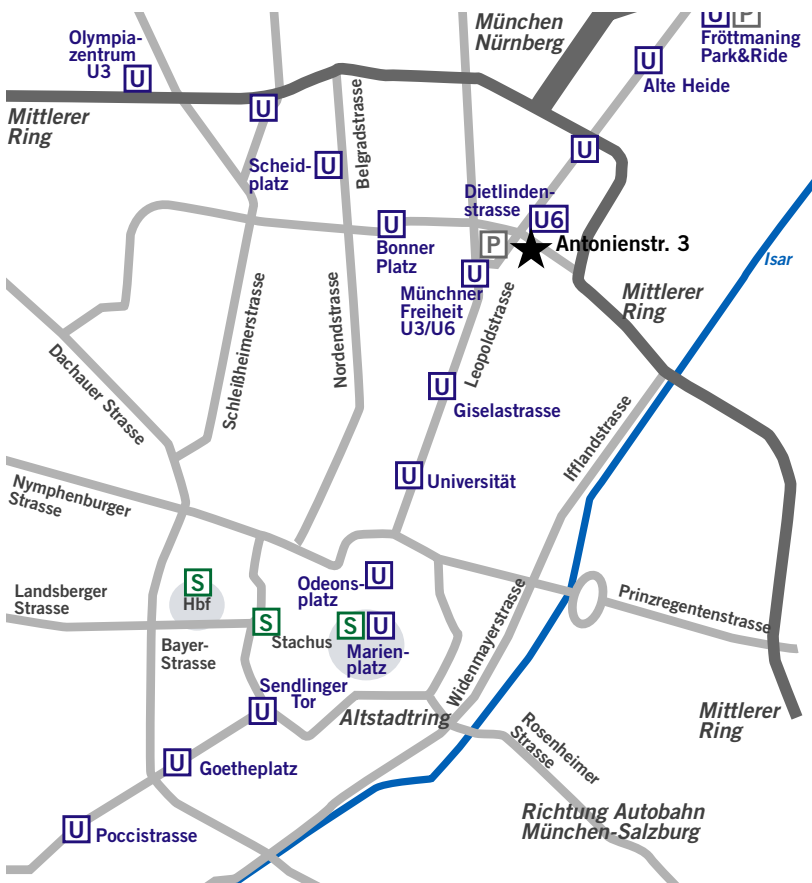 München
Nürnberg
U P
Fröttmaning
Park&Ride
Olympia-
zentrum
U3
U
U
Alte Heide
Mittlerer
Ring
U
Belgradstrasse
U
Scheid-
platz
U
Dietlinden-
strasse
U6
Antonienstr. 3
P
U
Bonner
Platz
Isar
U
Münchner
Freiheit
U3/U6
Mittlerer
Ring
Leopoldstrasse
Nordendstrasse
Schleißheimerstrasse
Dachauer Strasse
U
Giselastrasse
Ifflandstrasse
U
Universität
Nymphenburger
Strasse
S
Hbf
Odeons-
platz
U
Landsberger
Strasse
Prinzregentenstrasse
S
Stachus
S U
Marien-
platz
Bayer-
Strasse
Widenmayerstrasse
Sendlinger
Tor
U
Altstadtring
Mittlerer
Ring
Rosenheimer
Strasse
U
Goetheplatz
Richtung Autobahn
München-Salzburg
U
Poccistrasse